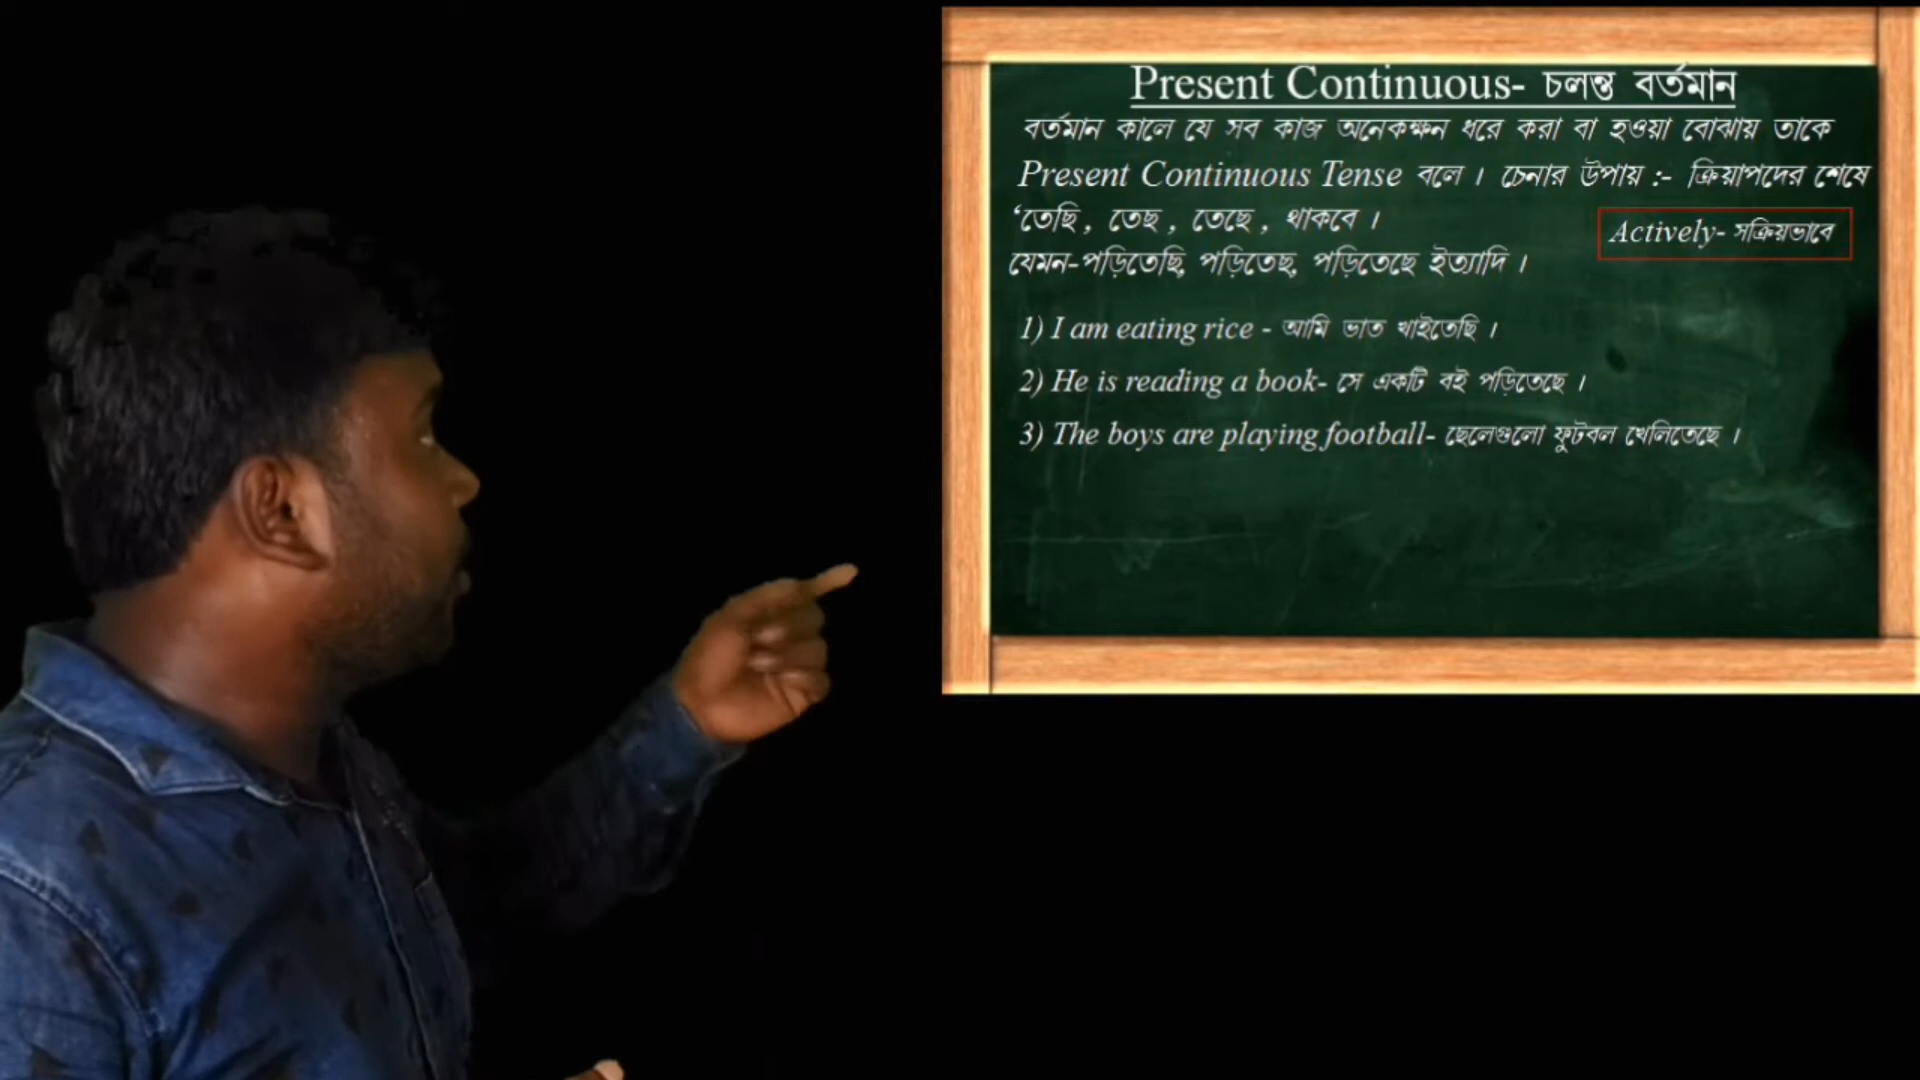 Present Continuous- চলন্ত বর্তমান
বর্তমান কালে যে সব কাজ অনেকক্ষন ধরে করা বা হওয়া বোঝায় তাকে
Present Continuous Tense বলে । চেনার উপায় :- ক্রিয়াপদের শেষে
‘তেছি , তেছ , তেছে , থাকবে ।
Actively- সক্রিয়ভাবে
যেমন-পড়িতেছি, পড়িতেছ, পড়িতেছে ইত্যাদি ।
1) I am eating rice - আমি ভাত খাইতেছি ।
2) He is reading a book- সে একটি বই পড়িতেছে ।
3) The boys are playing football- ছেলেগুলো ফুটবল খেলিতেছে ।